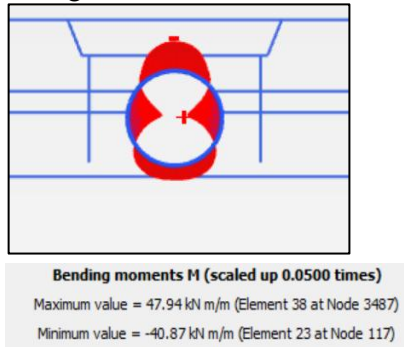 Bending moments M (scaled up 0.0500 times)
Maximum value = 47.94 kN m/m (Element 38 at Node 3487)
Minimum value = -40.87 kN m/m (Element 23 at Node 117)